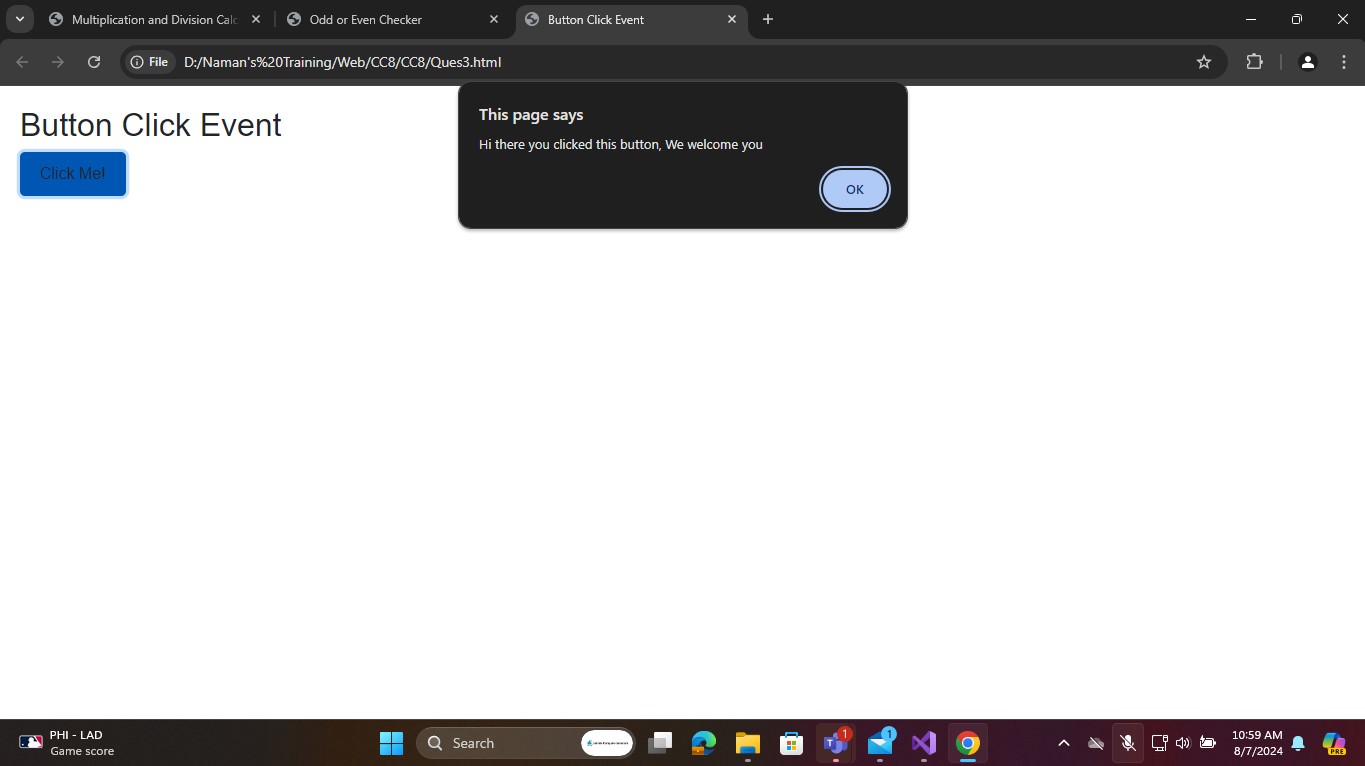 Multiplication and Division Calc
Odd or Even Checker
Button Click Event
File
D:/Naman's%20Training/Web/CC8/CC8/Ques3.html
Button Click Event
Click Me!
This page says
Hi there you clicked this button, We welcome you
OK
PHI - LAD
Game score
Search
1
1
10:59 AM
8/7/2024
PRE